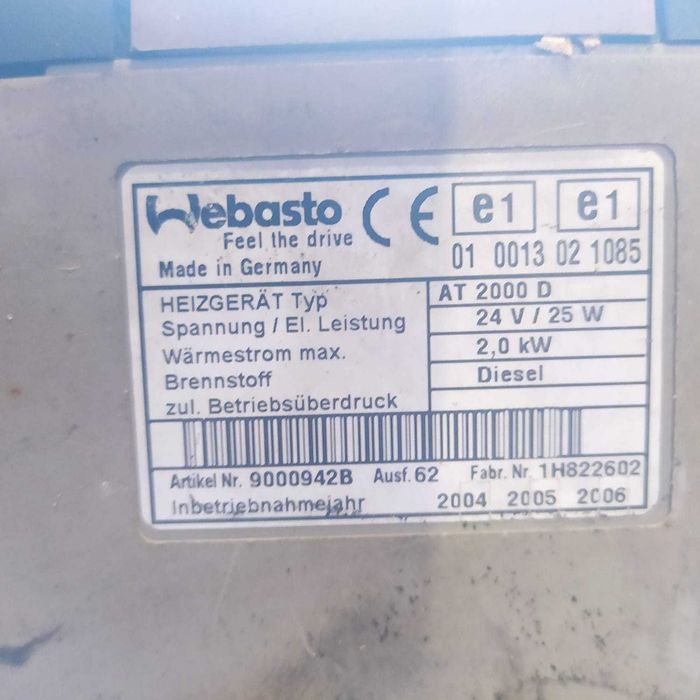 Webasto
Feel the drive
Made in Germany
CE
e1 e1
01 0013 02 1085
HEIZGERÄT Typ AT 2000 D
Spannung / El. Leistung 24 V / 25 W
Wärmestrom max. 2,0 kW
Brennstoff Diesel
zul. Betriebsüberdruck
Artikel Nr. 9000942B Ausf. 62 Fabr. Nr. 1H822602
Inbetriebnahmejahr 2004 2005 2006